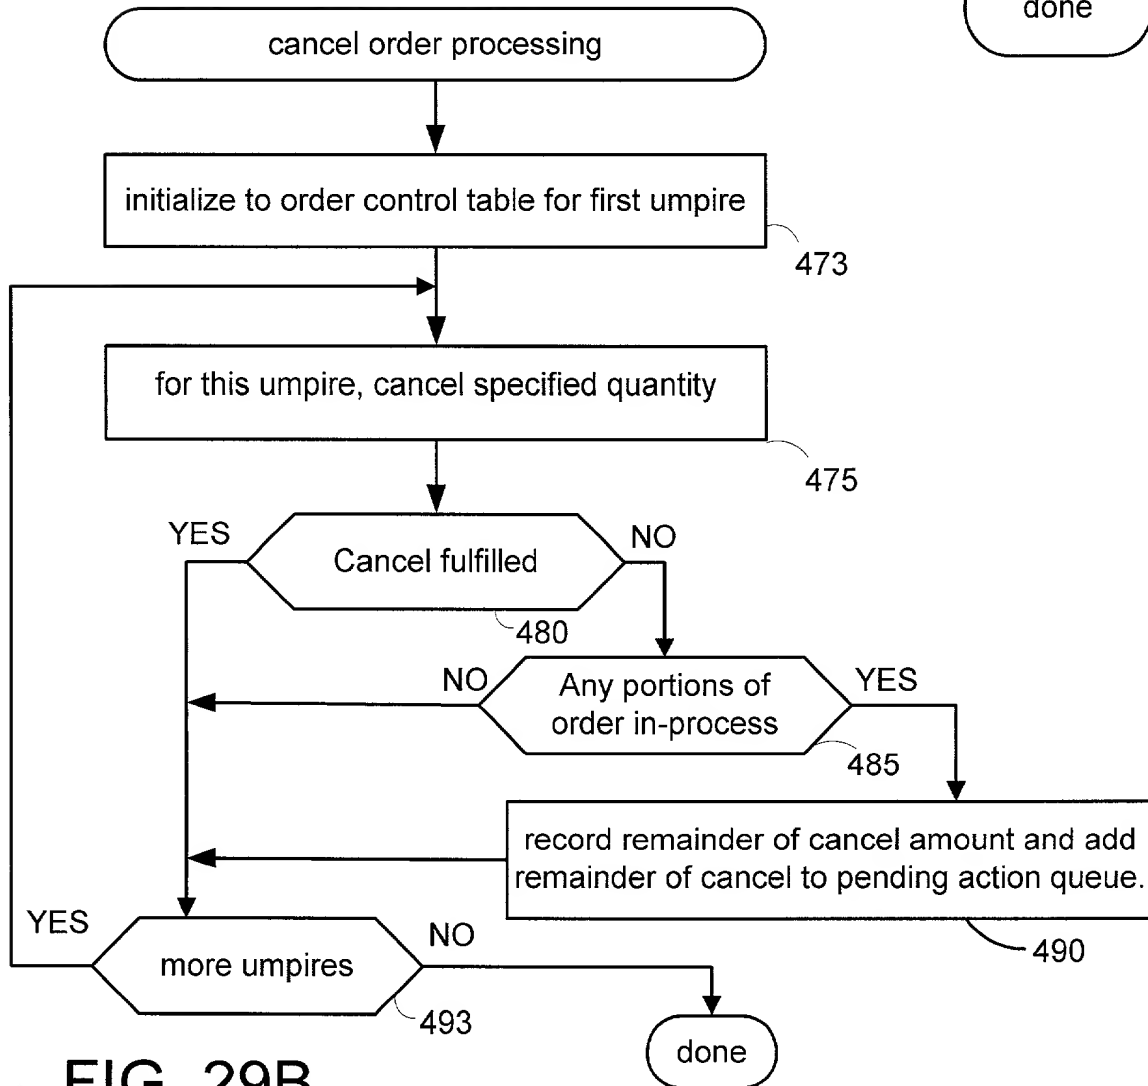 done
cancel order processing
initialize to order control table for first umpire
473
for this umpire, cancel specified quantity
475
YES
NO
Cancel fulfilled
480
NO
YES
Any portions of
order in-process
485
record remainder of cancel amount and add
remainder of cancel to pending action queue.
490
YES
NO
more umpires
493
done
FIG. 29B